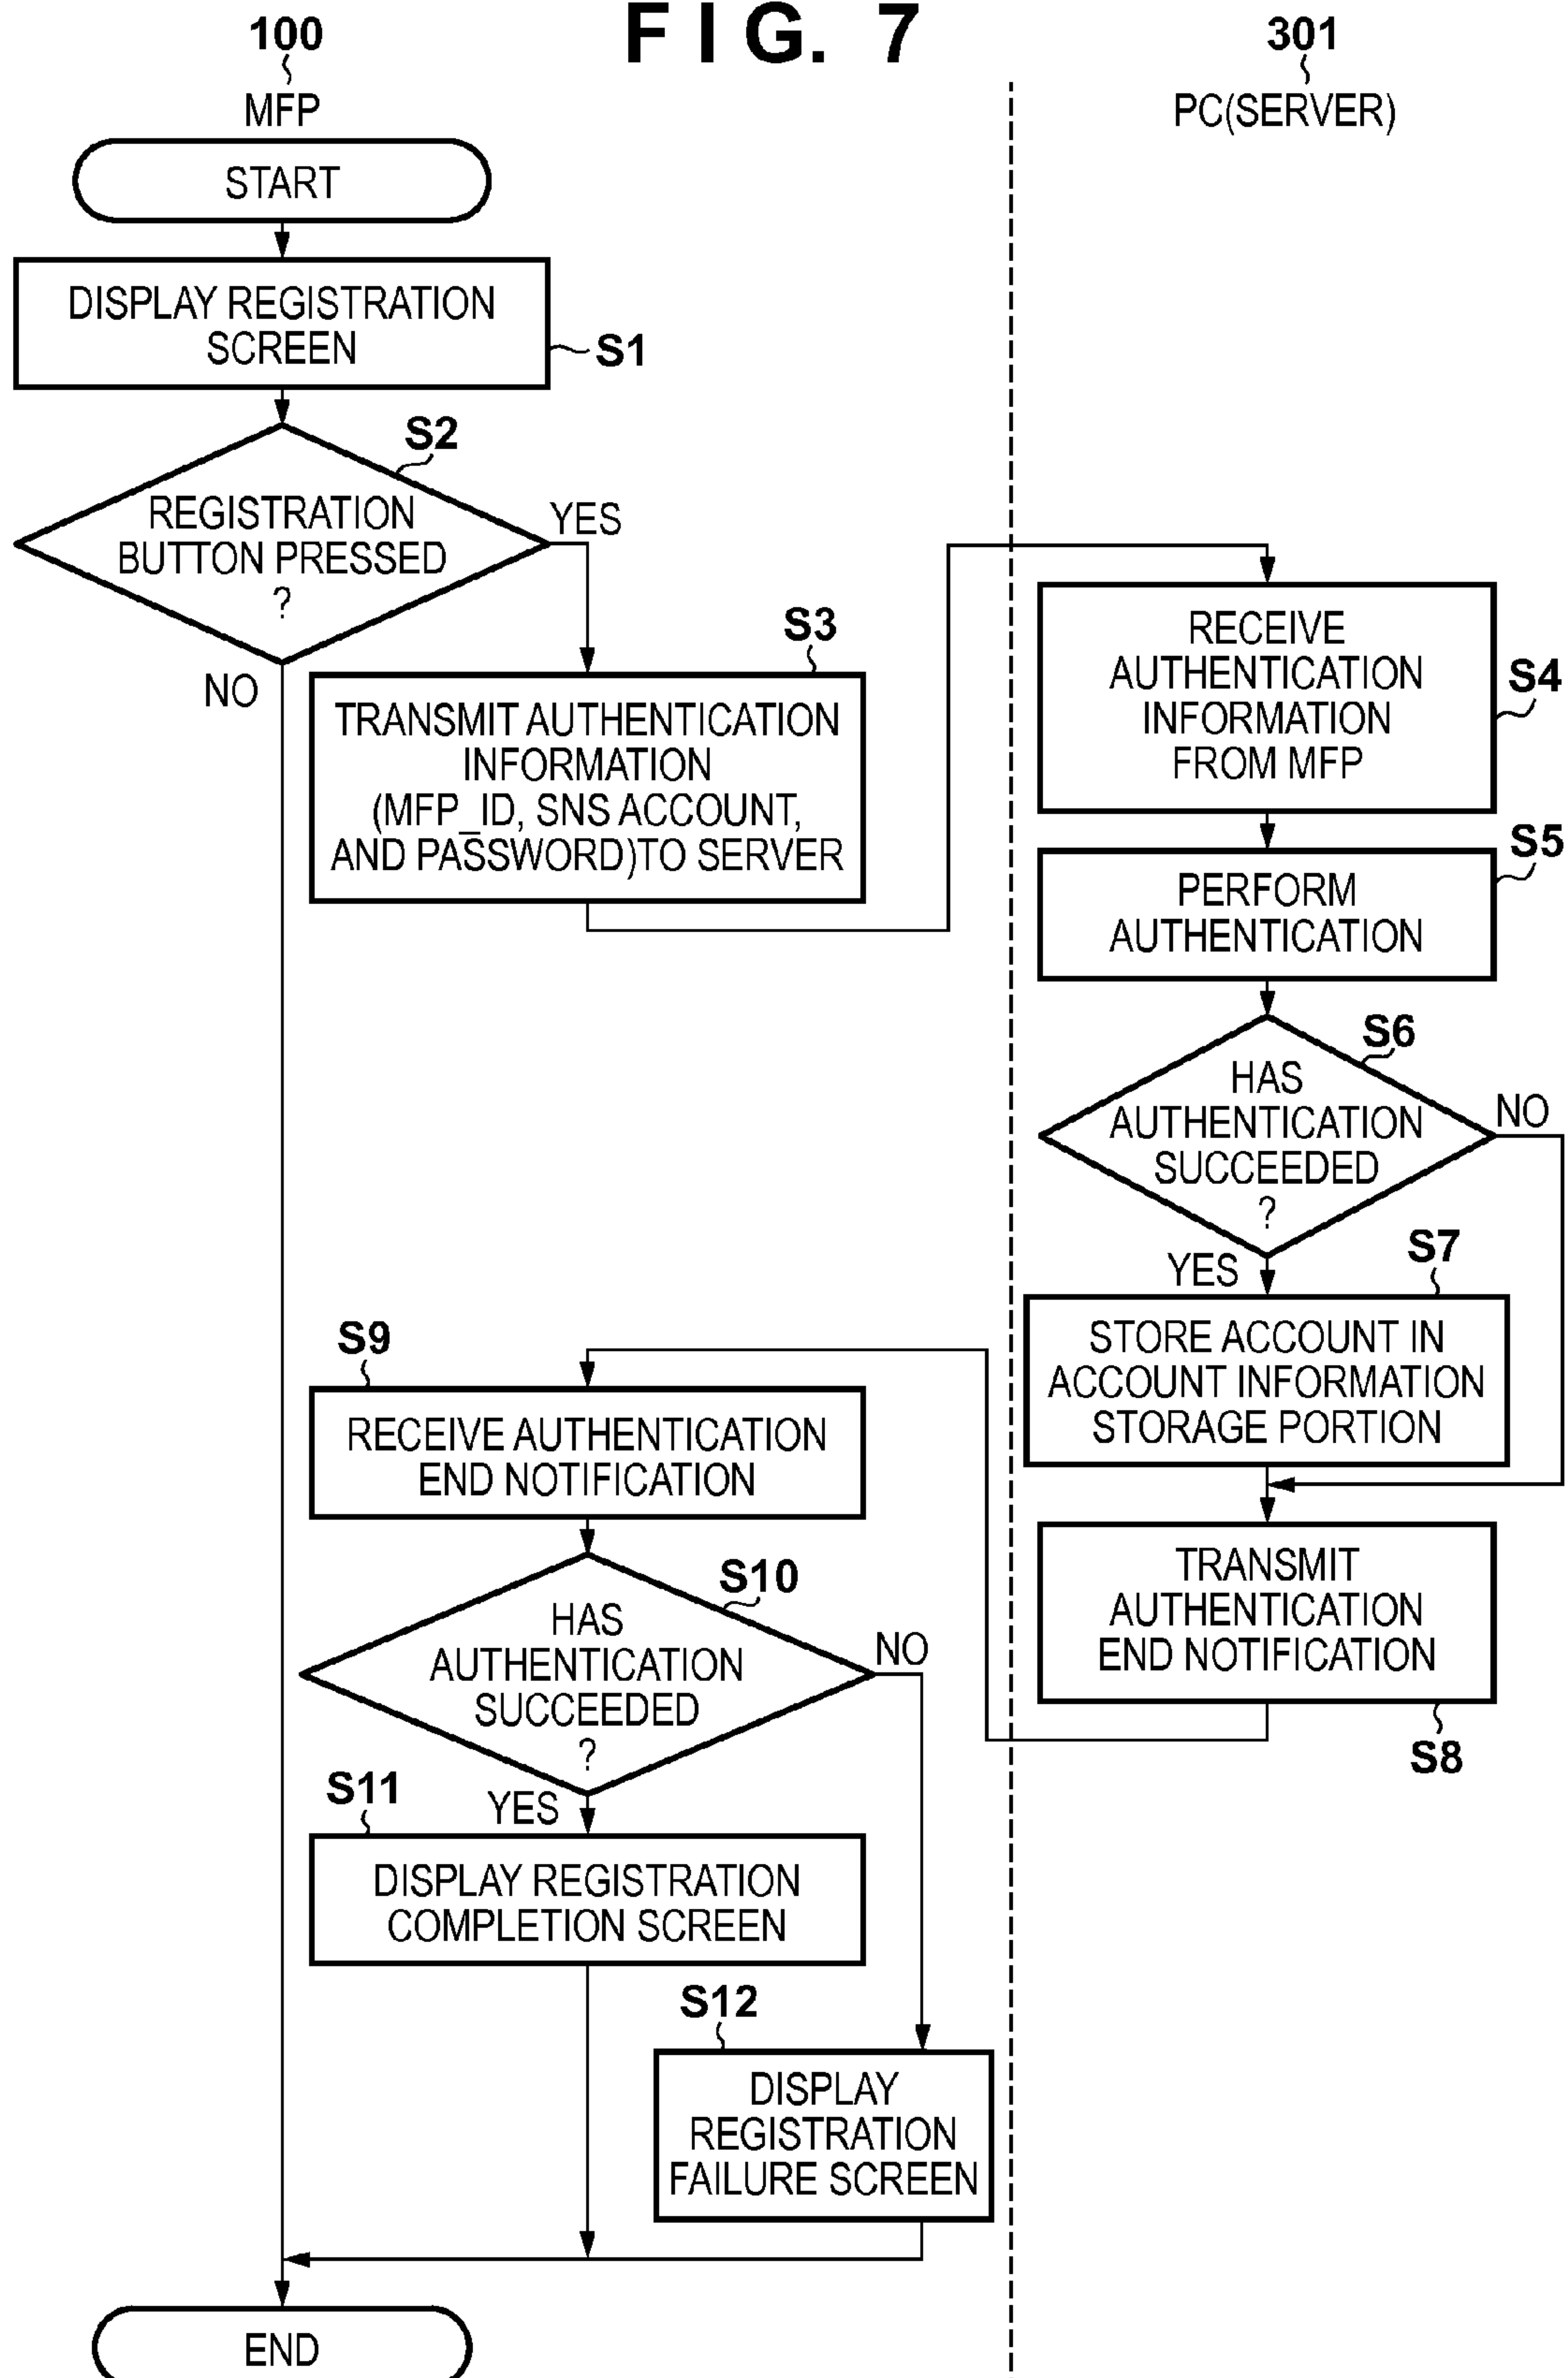 FIG. 7
100
MFP
301
PC(SERVER)
START
DISPLAY REGISTRATION
SCREEN
S1
S2
REGISTRATION
BUTTON PRESSED
?
YES
NO
S3
TRANSMIT AUTHENTICATION
INFORMATION
(MFP_ID, SNS ACCOUNT,
AND PASSWORD)TO SERVER
RECEIVE
AUTHENTICATION
INFORMATION
FROM MFP
S4
S5
PERFORM
AUTHENTICATION
S6
HAS
AUTHENTICATION
SUCCEEDED
?
NO
YES
S7
STORE ACCOUNT IN
ACCOUNT INFORMATION
STORAGE PORTION
TRANSMIT
AUTHENTICATION
END NOTIFICATION
S8
S9
RECEIVE AUTHENTICATION
END NOTIFICATION
S10
HAS
AUTHENTICATION
SUCCEEDED
?
NO
YES
S11
DISPLAY REGISTRATION
COMPLETION SCREEN
S12
DISPLAY
REGISTRATION
FAILURE SCREEN
END